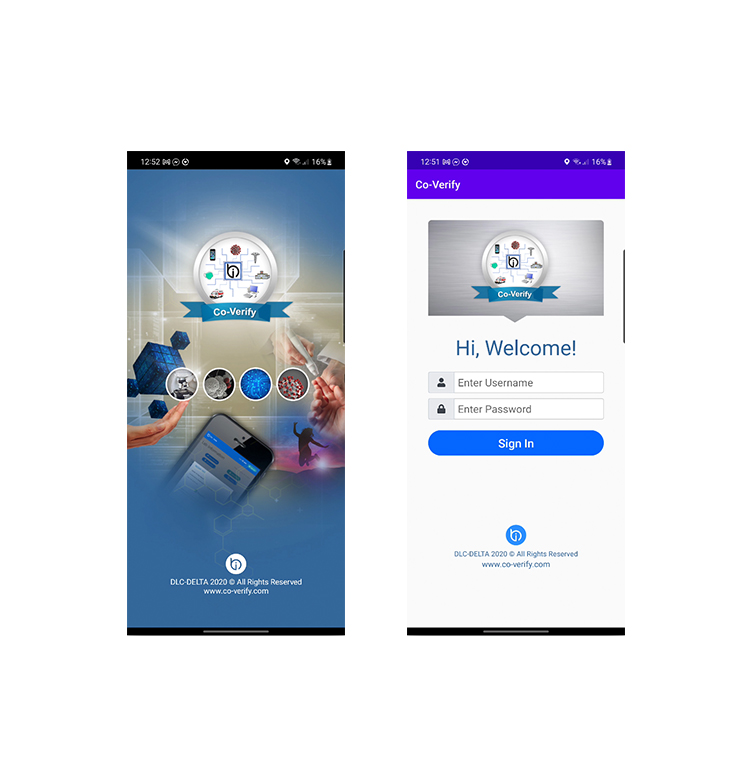 12:52
16%
Co-Verify
DLC-DELTA 2020 © All Rights Reserved
www.co-verify.com
12:51
16%
Co-Verify
Co-Verify
Hi, Welcome!
Enter Username
Enter Password
Sign In
DLC-DELTA 2020 © All Rights Reserved
www.co-verify.com